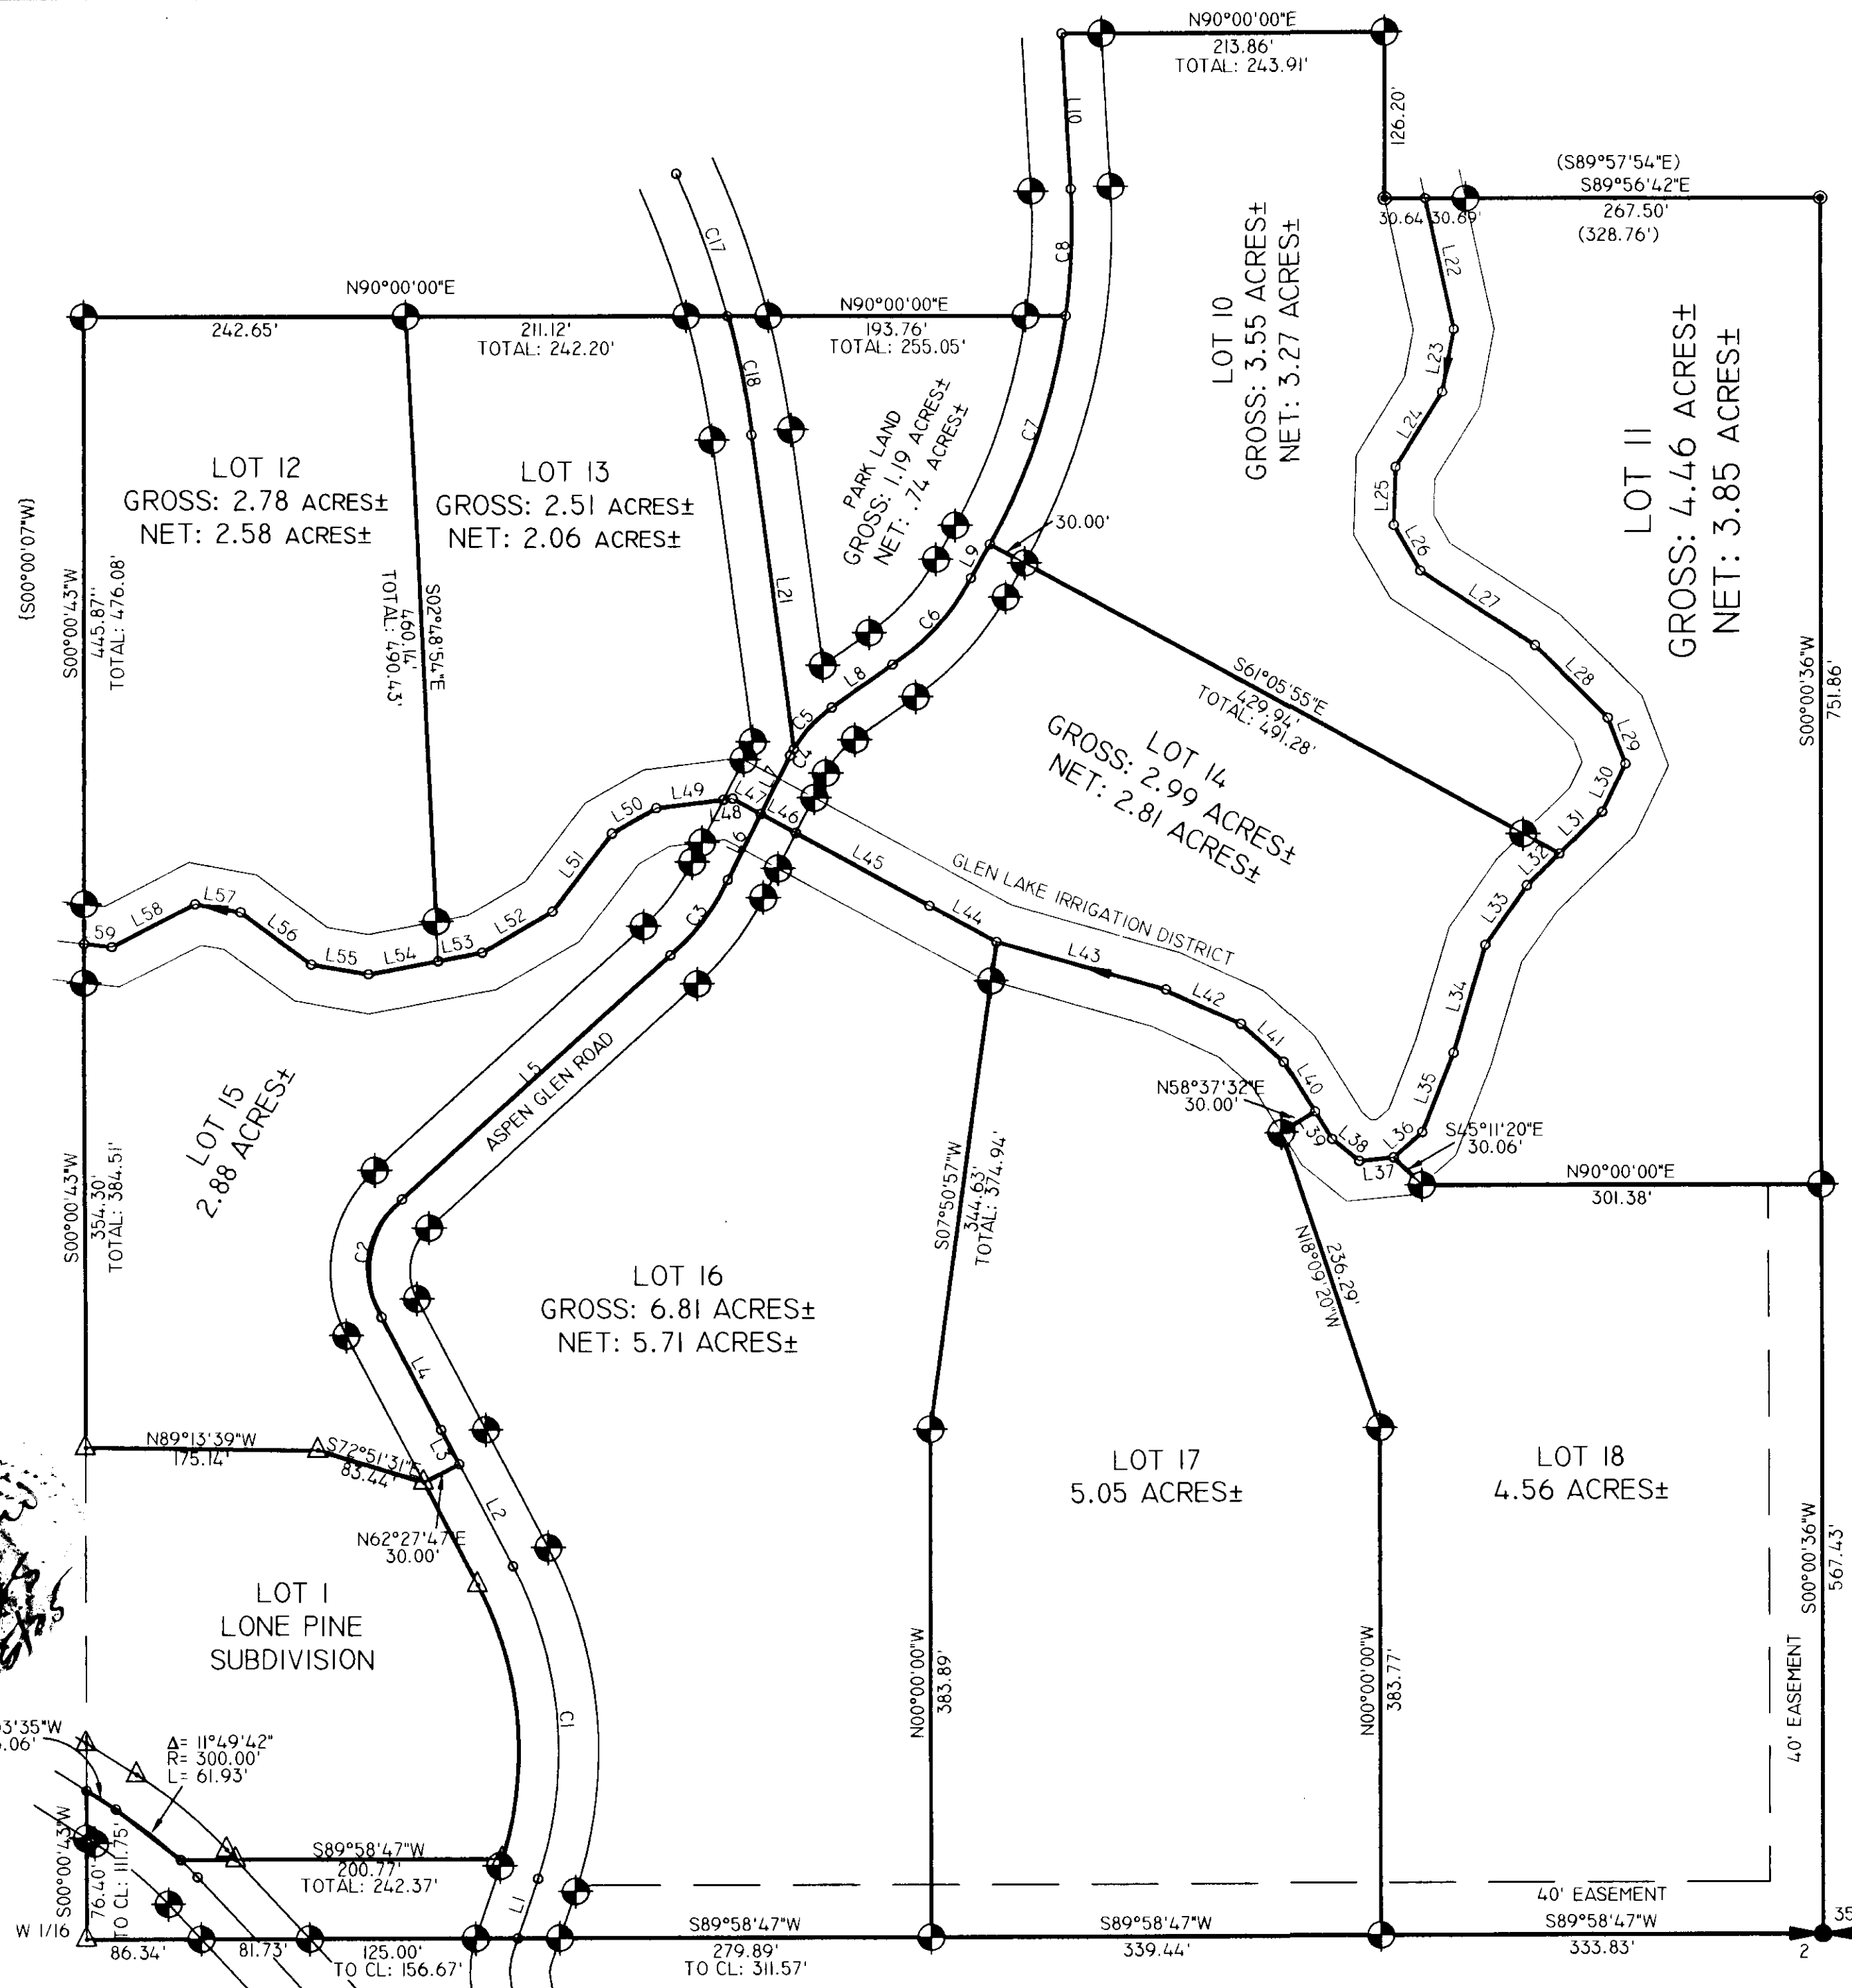 N90°00'00"E
213.86'
TOTAL: 243.91'
L10
126.20'
(S89°57'54"E)
S89°56'42"E
267.50'
(328.76')
30.64'
30.69'
C17
C8
L22
N90°00'00"E
242.65'
211.12'
TOTAL: 242.20'
N90°00'00"E
193.76'
TOTAL: 255.05'
LOT 10
GROSS: 3.55 ACRES±
NET: 3.27 ACRES±
L23
L24
L25
L26
L27
L28
L29
L30
L31
L32
L33
L34
L35
L36
LOT 11
GROSS: 4.46 ACRES±
NET: 3.85 ACRES±
S00°00'36"W
751.86'
C18
C7
PARK LAND
GROSS: 1.19 ACRES±
NET: .74 ACRES±
LOT 12
GROSS: 2.78 ACRES±
NET: 2.58 ACRES±
LOT 13
GROSS: 2.51 ACRES±
NET: 2.06 ACRES±
{S00°00'07"W}
S00°00'43"W
445.87'
TOTAL: 476.08'
S02°48'54"E
460.14'
TOTAL: 490.43'
L21
30.00'
L9
C6
L8
C5
C4
S61°05'55"E
429.94'
TOTAL: 491.28'
LOT 14
GROSS: 2.99 ACRES±
NET: 2.81 ACRES±
GLEN LAKE IRRIGATION DISTRICT
L7
L47
L46
L48
L49
L50
L51
L52
L53
L54
L55
L56
L57
L58
59
L6
C3
L45
L44
L43
L42
L41
L40
L39
L38
L37
N58°37'32"E
30.00'
S45°11'20"E
30.06'
N90°00'00"E
301.38'
L5
ASPEN GLEN ROAD
LOT 15
2.88 ACRES±
S00°00'43"W
354.30'
TOTAL: 384.51'
S07°50'57"W
344.63'
TOTAL: 374.94'
236.29'
N18°09'20"W
C2
L4
LOT 16
GROSS: 6.81 ACRES±
NET: 5.71 ACRES±
N89°13'39"W
175.14'
S72°51'31"E
83.44'
L3
L2
N62°27'47"E
30.00'
LOT 17
5.05 ACRES±
LOT 18
4.56 ACRES±
LOT 1
LONE PINE
SUBDIVISION
C1
N00°00'00"W
383.89'
N00°00'00"W
383.77'
S00°00'36"W
567.43'
40' EASEMENT
3'35"W
.06'
Δ= 11°49'42"
R= 300.00'
L= 61.93'
S00°00'43"W
76.40'
TO CL: 111.75'
S89°58'47"W
200.77'
TOTAL: 242.37'
L1
40' EASEMENT
W 1/16
86.34'
81.73'
125.00'
TO CL: 156.67'
S89°58'47"W
279.89'
TO CL: 311.57'
S89°58'47"W
339.44'
S89°58'47"W
333.83'
35
2